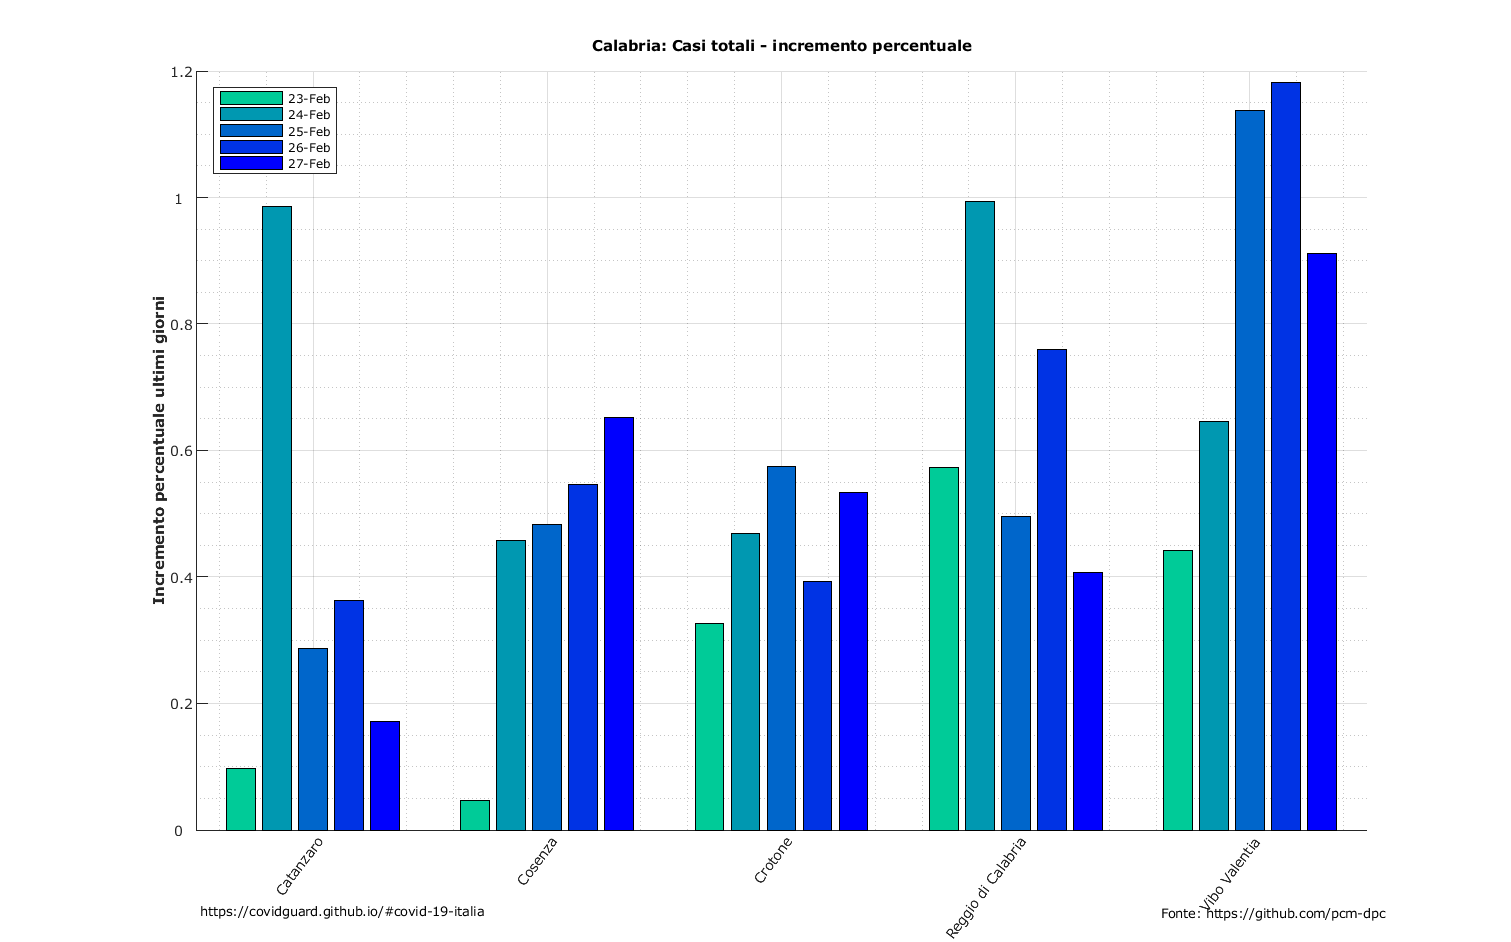 Calabria: Casi totali - incremento percentuale
Incremento percentuale ultimi giorni
1.2
1
0.8
0.6
0.4
0.2
0
23-Feb
24-Feb
25-Feb
26-Feb
27-Feb
Catanzaro
Cosenza
Crotone
Reggio di Calabria
Vibo Valentia
https://covidguard.github.io/#covid-19-italia
Fonte: https://github.com/pcm-dpc